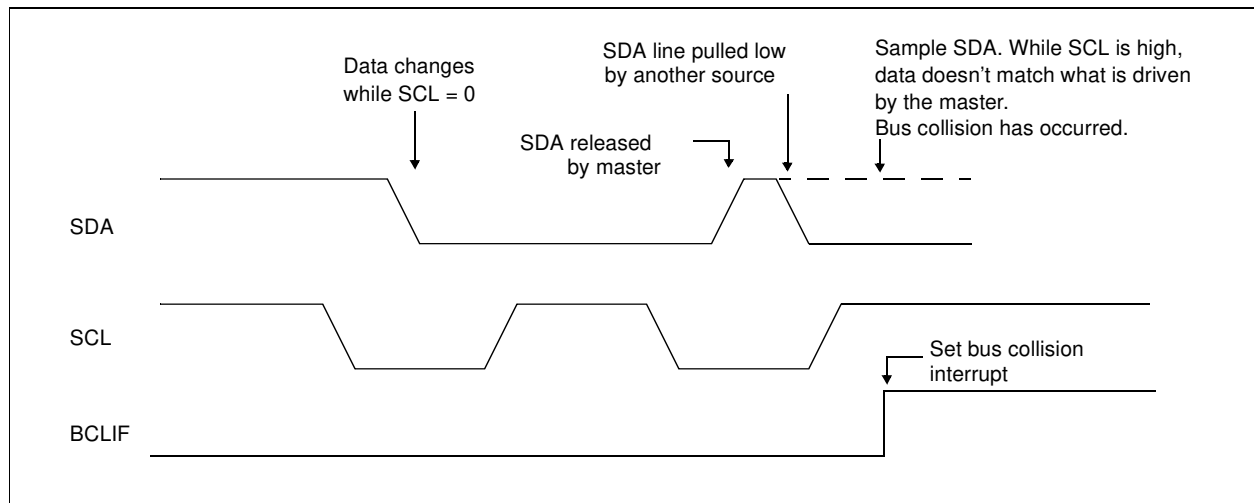 Data changes
while SCL = 0
SDA line pulled low
by another source
Sample SDA. While SCL is high,
data doesn’t match what is driven
by the master.
Bus collision has occurred.
SDA released
by master
SDA
SCL
Set bus collision
interrupt
BCLIF